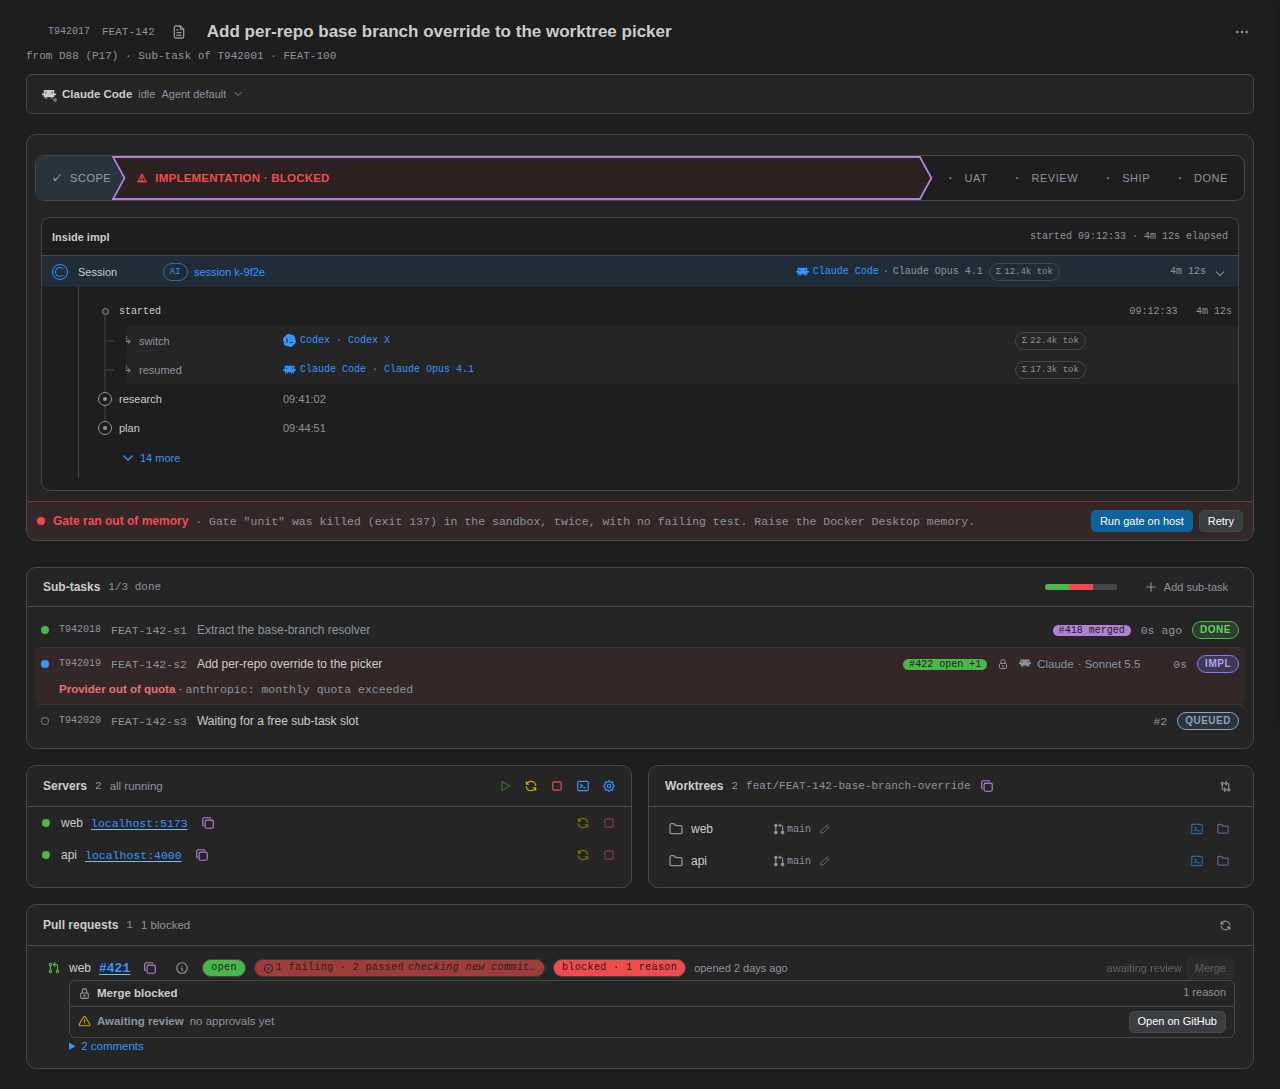 T942017 FEAT-142 Add per-repo base branch override to the worktree picker
from D88 (P17) · Sub-task of T942001 · FEAT-100
Claude Code idle Agent default
SCOPE IMPLEMENTATION · BLOCKED · UAT · REVIEW · SHIP · DONE
Inside impl started 09:12:33 · 4m 12s elapsed
Session AI session k-9f2e Claude Code · Claude Opus 4.1 Σ 12.4k tok 4m 12s
started 09:12:33 4m 12s
↳ switch Codex · Codex X Σ 22.4k tok
↳ resumed Claude Code · Claude Opus 4.1 Σ 17.3k tok
research 09:41:02
plan 09:44:51
14 more
Gate ran out of memory · Gate "unit" was killed (exit 137) in the sandbox, twice, with no failing test. Raise the Docker Desktop memory. Run gate on host Retry
Sub-tasks 1/3 done Add sub-task
T942018 FEAT-142-s1 Extract the base-branch resolver #418 merged 0s ago DONE
T942019 FEAT-142-s2 Add per-repo override to the picker #422 open +1 Claude · Sonnet 5.5 0s IMPL
Provider out of quota · anthropic: monthly quota exceeded
T942020 FEAT-142-s3 Waiting for a free sub-task slot #2 QUEUED
Servers 2 all running
web localhost:5173
api localhost:4000
Worktrees 2 feat/FEAT-142-base-branch-override
web main
api main
Pull requests 1 1 blocked
web #421 open 1 failing · 2 passed checking new commit… blocked · 1 reason opened 2 days ago awaiting review Merge
Merge blocked 1 reason
Awaiting review no approvals yet Open on GitHub
2 comments